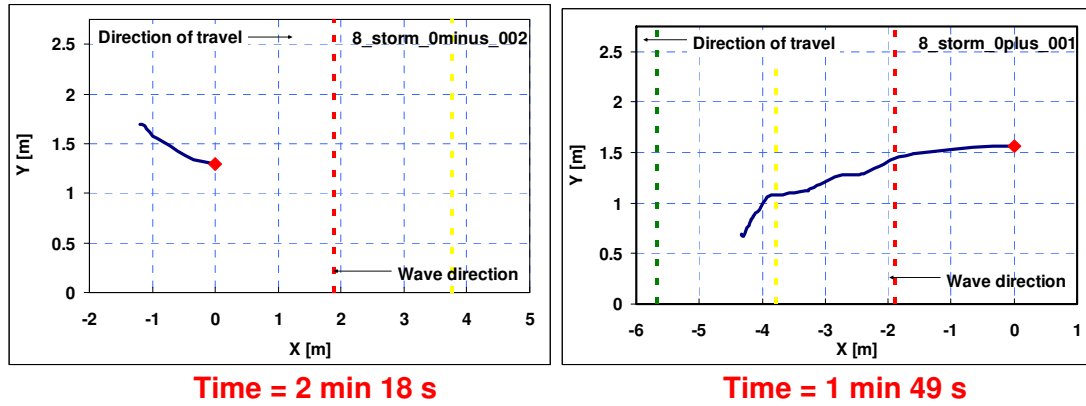 Direction of travel
8_storm_0minus_002
2.5
2
1.5
1
0.5
0
Y [m]
Wave direction
-2 -1 0 1 2 3 4 5
X [m]
Time = 2 min 18 s
Direction of travel
8_storm_0plus_001
2.5
2
1.5
1
0.5
0
Y [m]
Wave direction
-6 -5 -4 -3 -2 -1 0 1
X [m]
Time = 1 min 49 s